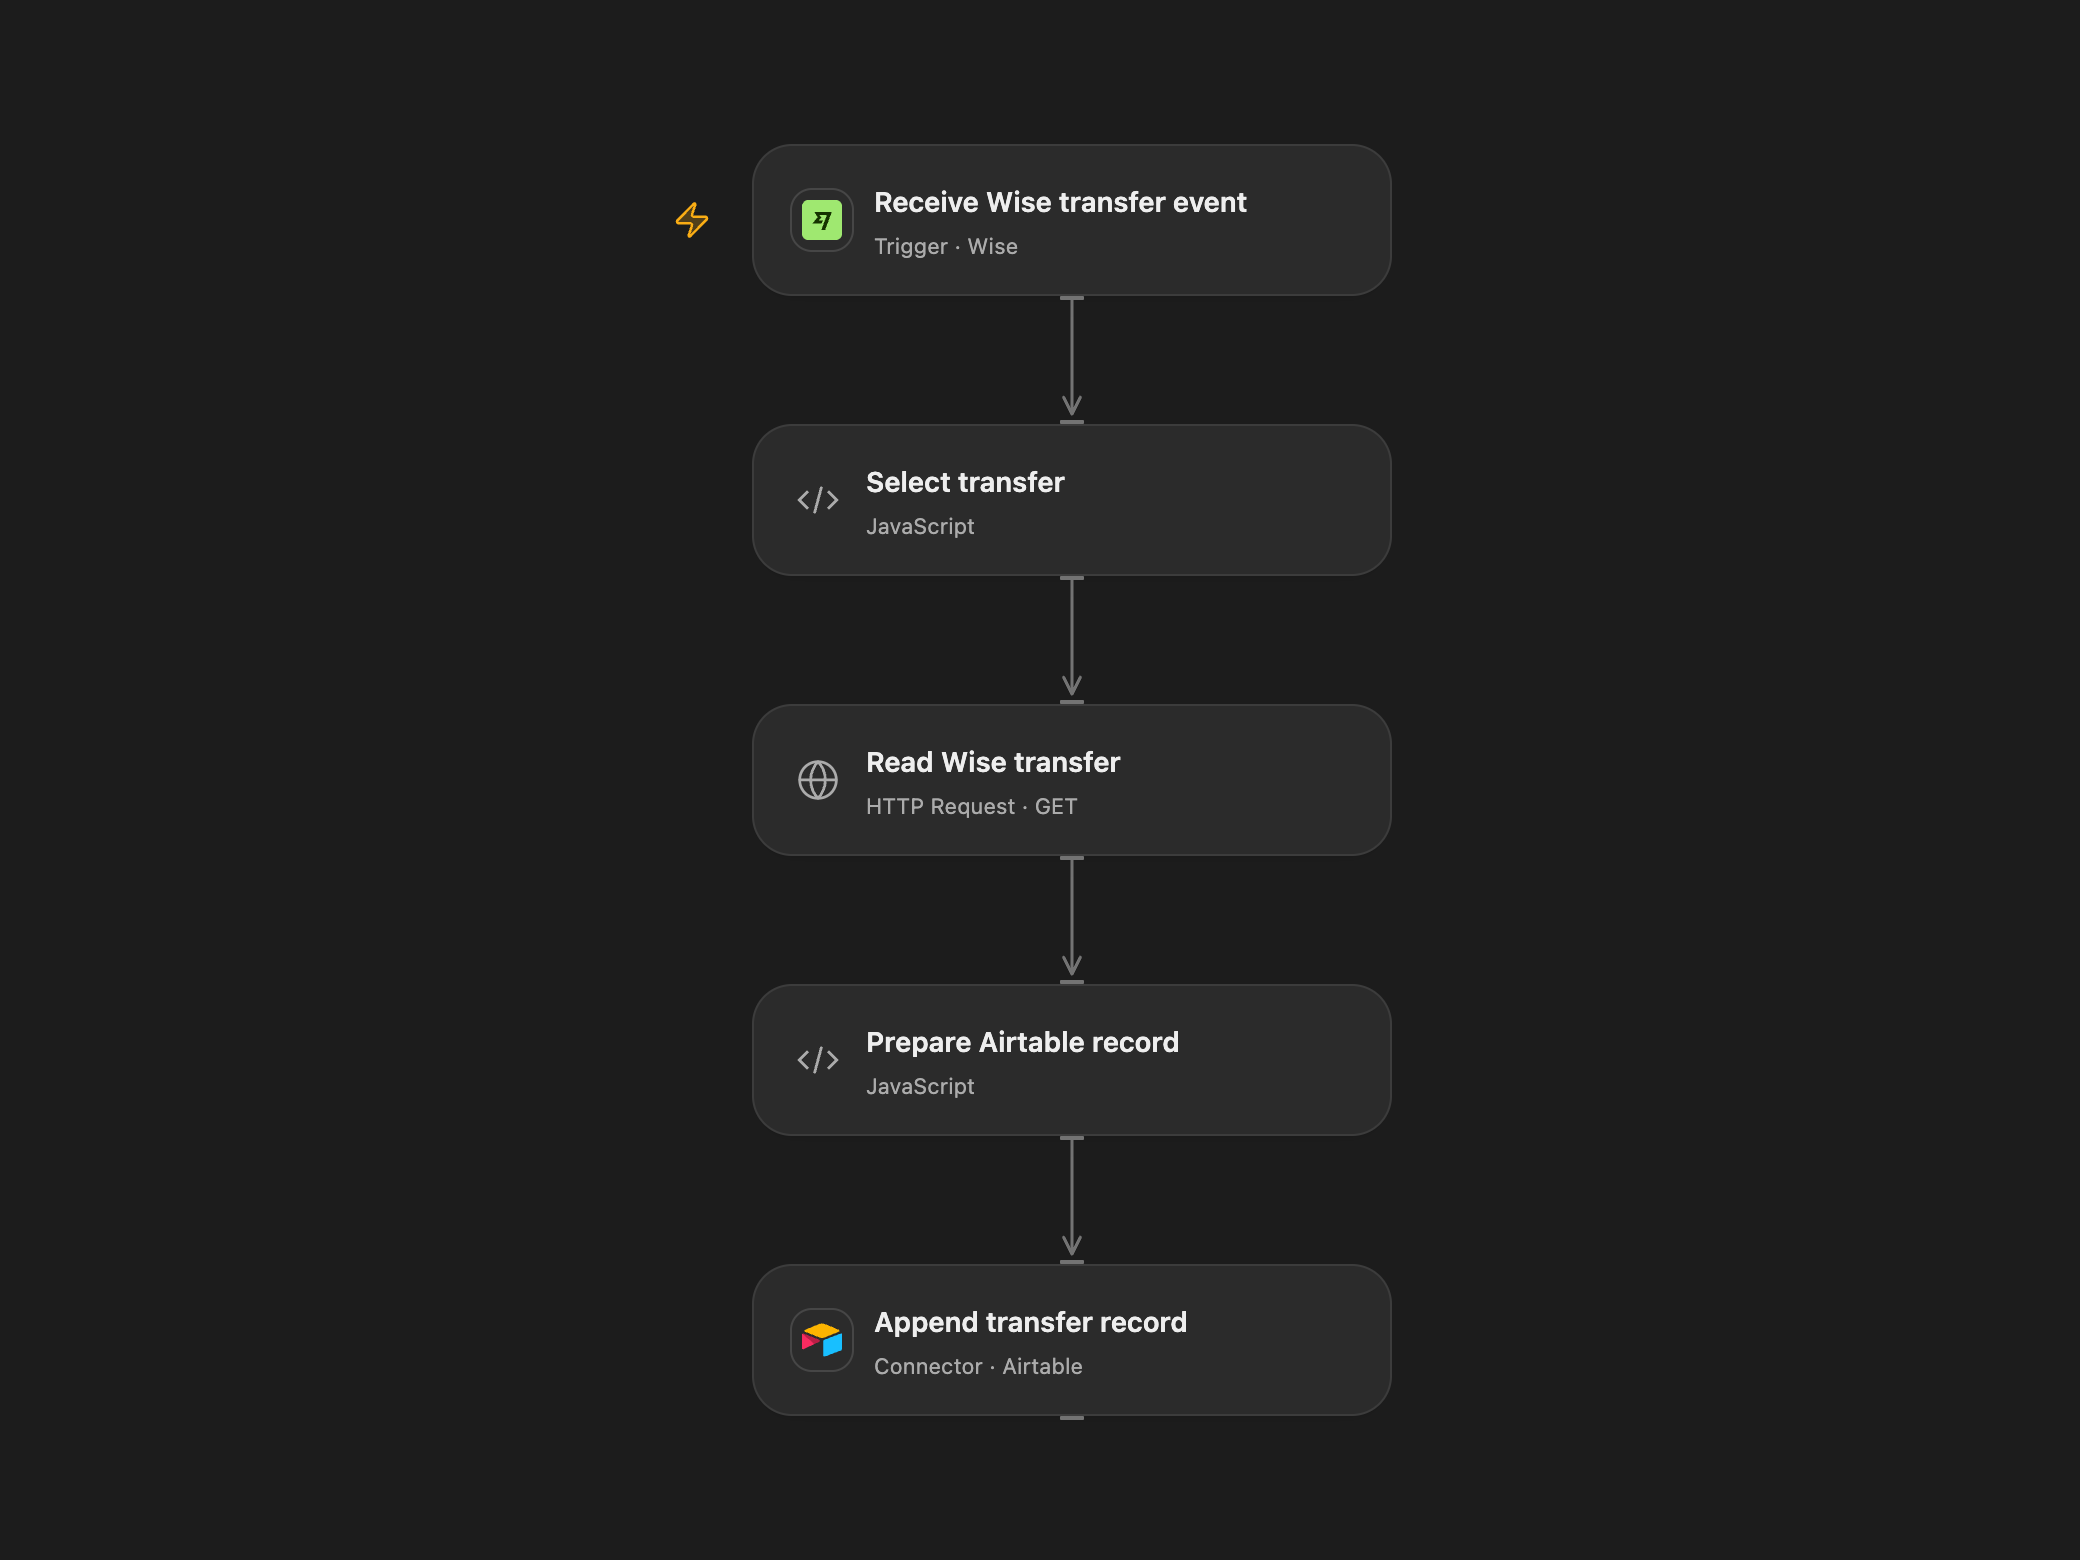 Receive Wise transfer event
Trigger · Wise
Select transfer
JavaScript
Read Wise transfer
HTTP Request · GET
Prepare Airtable record
JavaScript
Append transfer record
Connector · Airtable